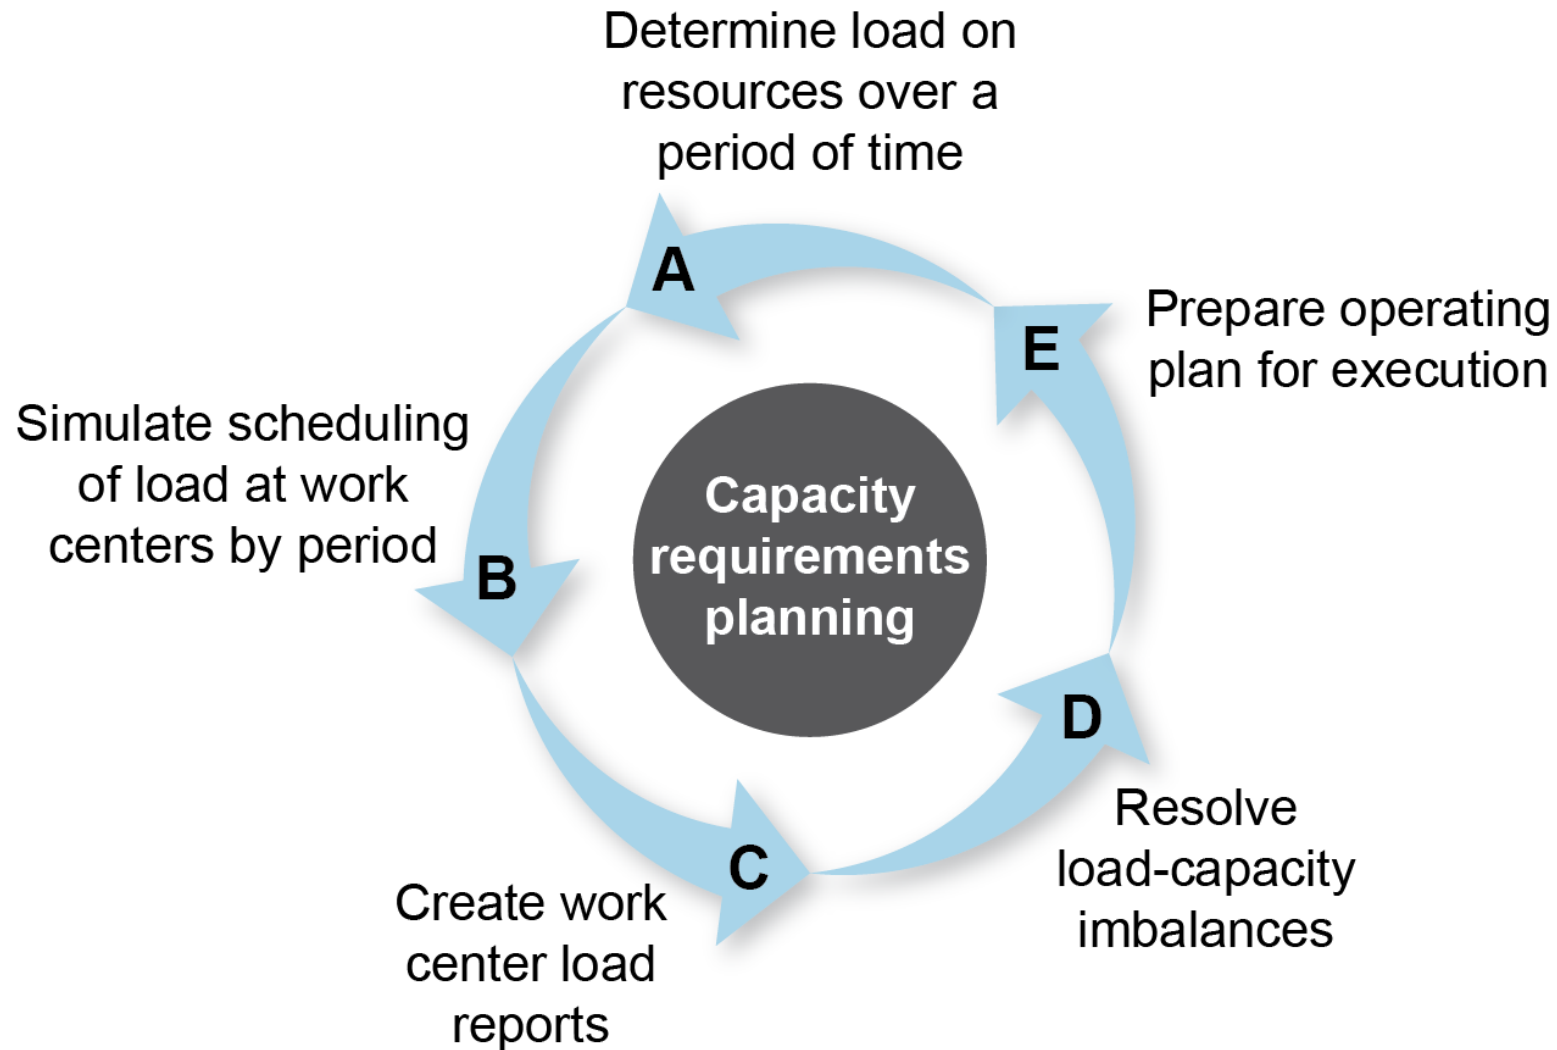 Determine load on
resources over a
period of time
A
Simulate scheduling
of load at work
centers by period
B
Create work
center load
reports
C
Resolve
load-capacity
imbalances
D
Prepare operating
plan for execution
E
Capacity
requirements
planning